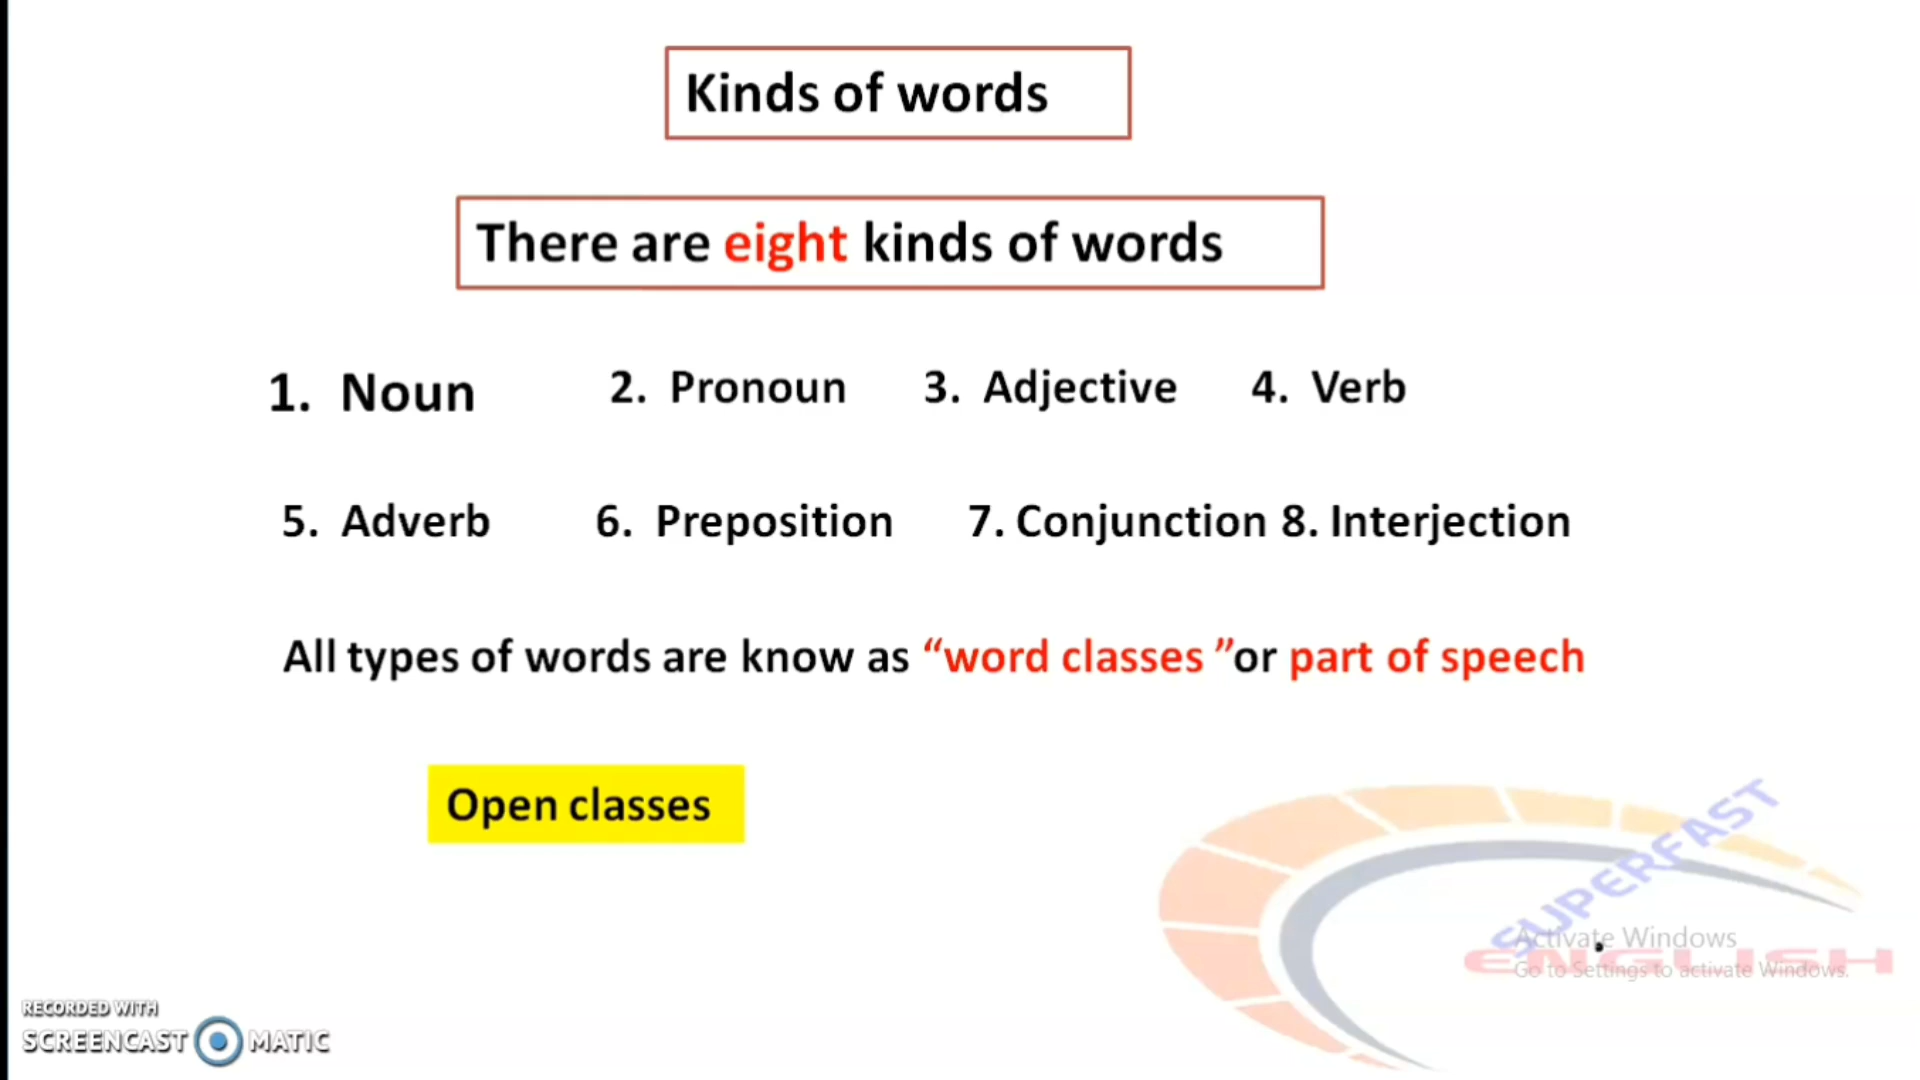 Kinds of words
There are eight kinds of words
1. Noun 2. Pronoun 3. Adjective 4. Verb
5. Adverb 6. Preposition 7. Conjunction 8. Interjection
All types of words are know as “word classes ”or part of speech
Open classes
SUPERFAST
ENGLISH
Activate Windows
Go to Settings to activate Windows.
RECORDED WITH
SCREENCAST MATIC